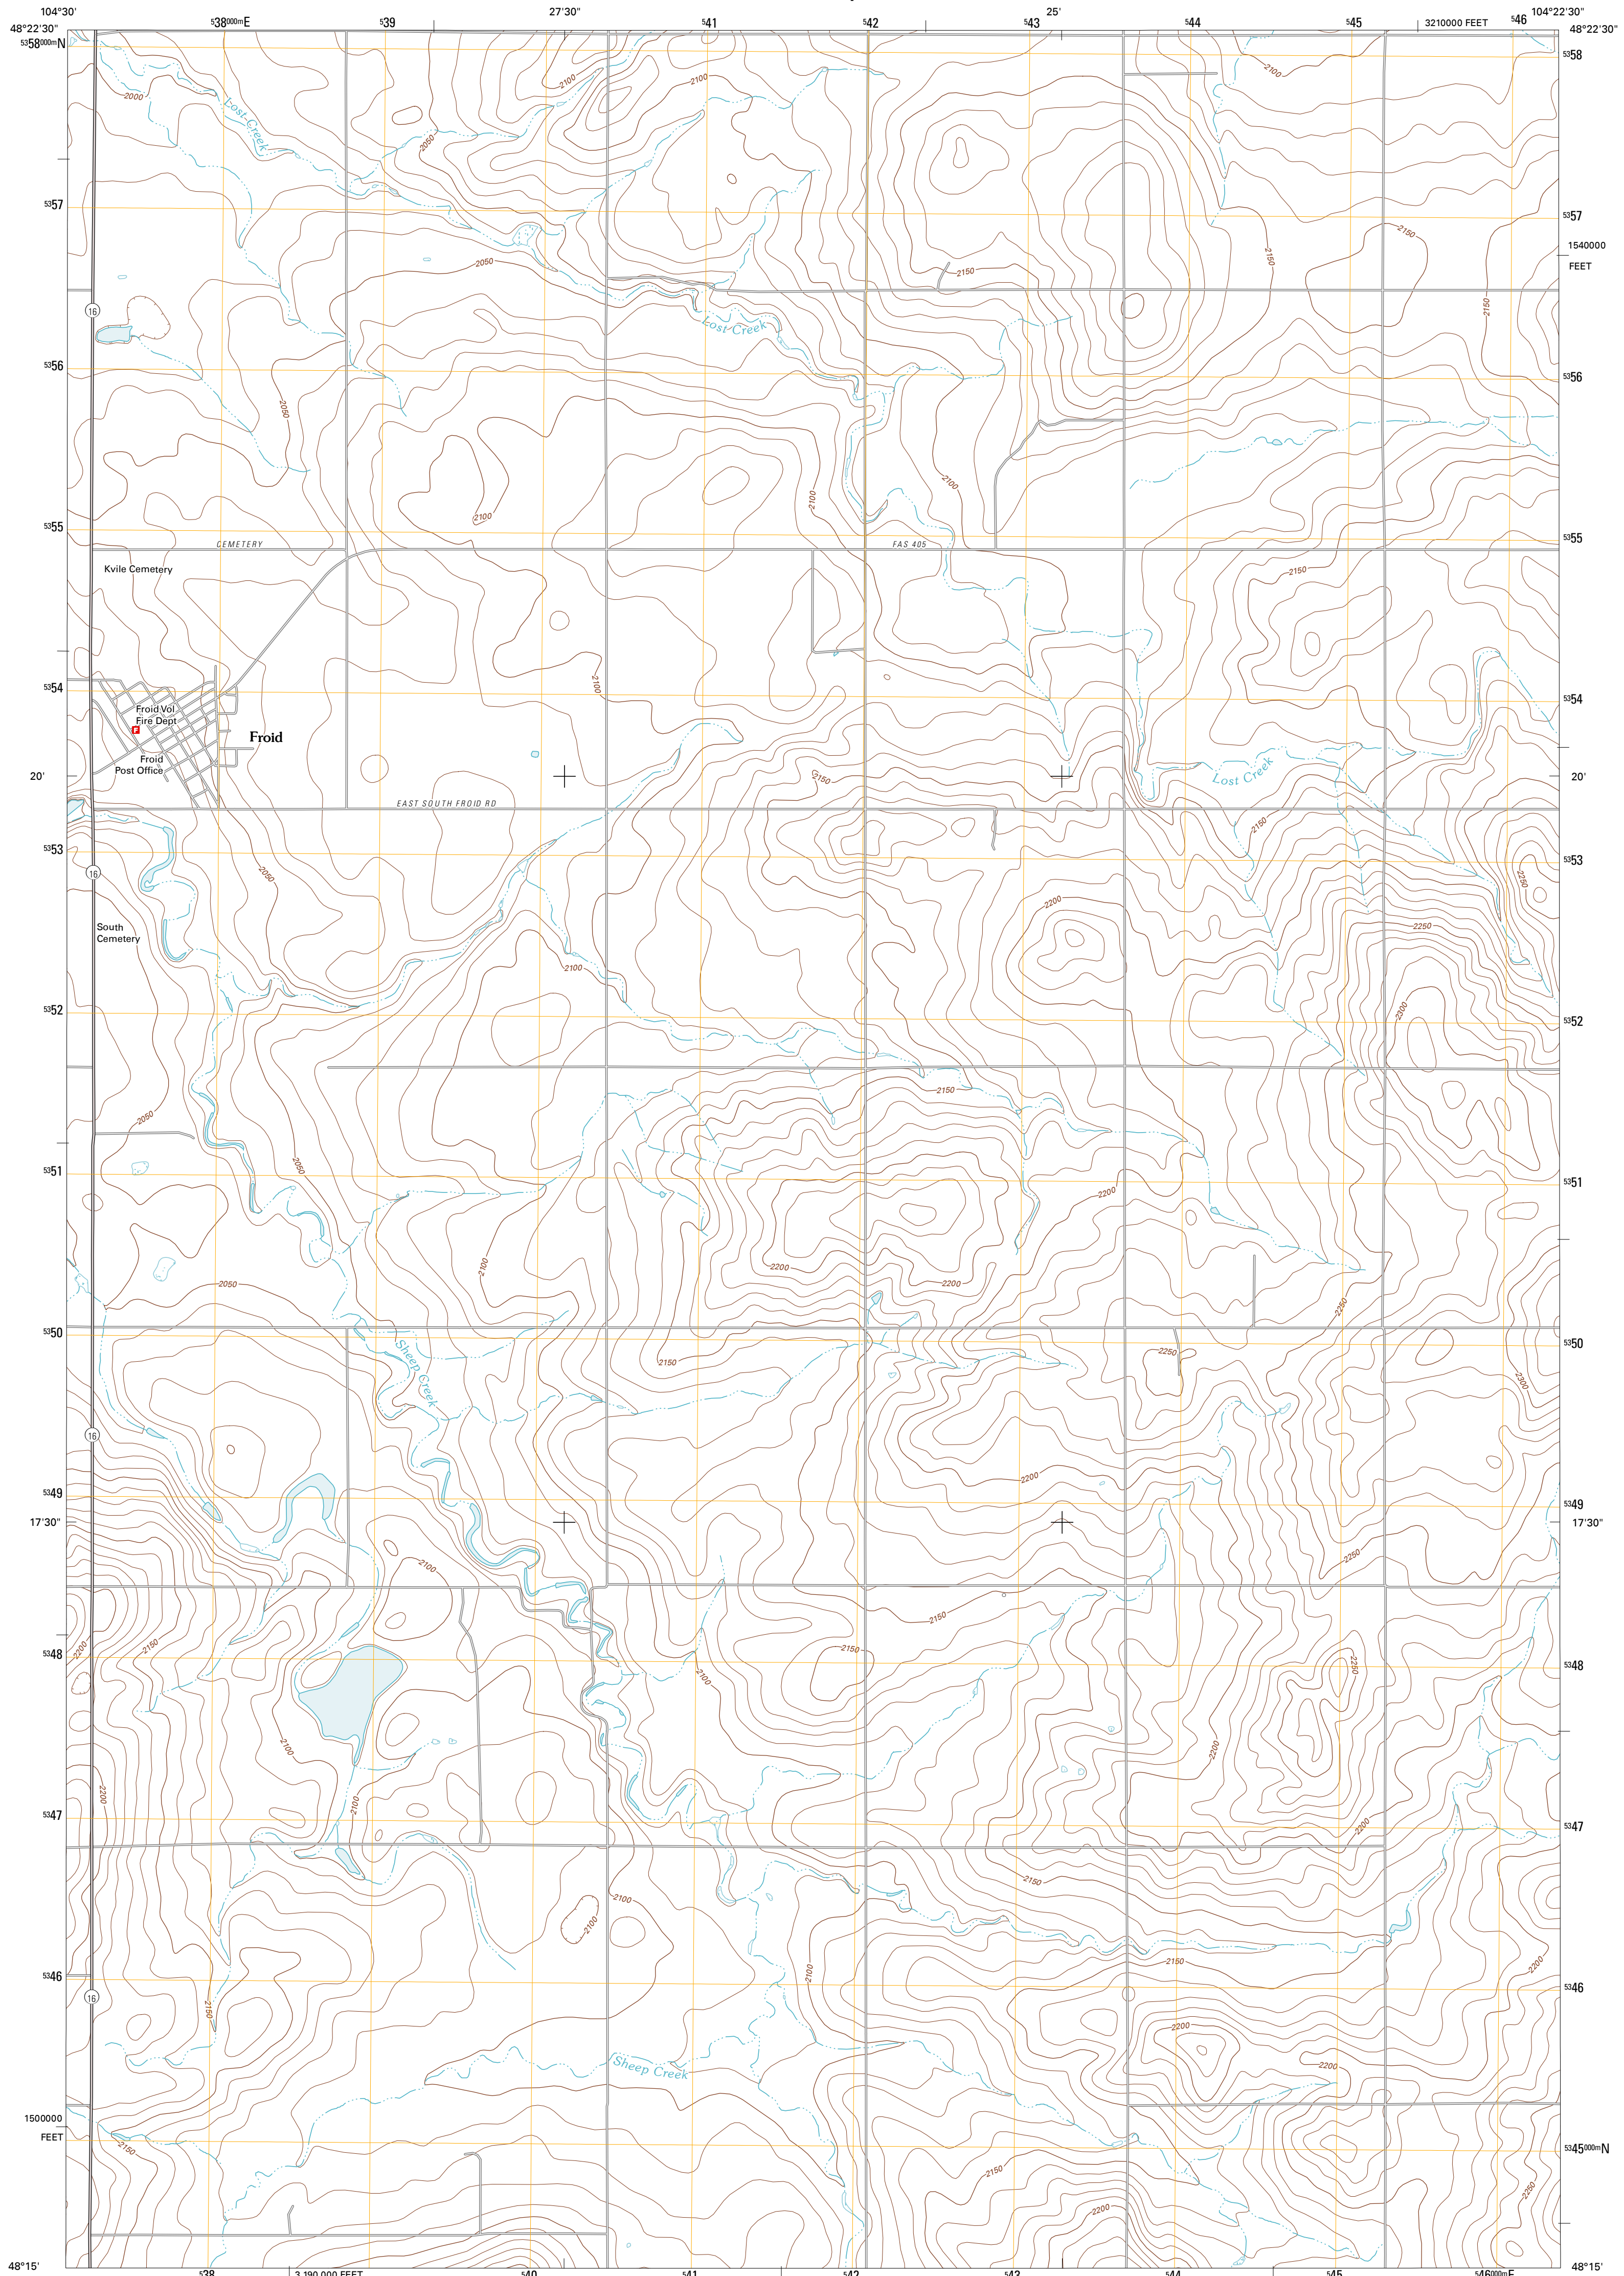 104°30' 539 27'30" 541 542 25' 543 544 545 3210000 FEET 546 104°22'30"
538000mE
48°22'30" 48°22'30"
5358000mN 5358
2100 2100 2100
2000
Lost Creek
2050
5357 5357
2150
1540000
FEET
2050 2150 2150
16 2150
Lost Creek
5356 5356
2050
2100
2100
2100
5355 5355
CEMETERY FAS 405
Kvile Cemetery 2150
2100
5354 5354
Froid Vol
Fire Dept
F
Froid
Froid
Post Office
20' 2150 Lost Creek 20'
EAST SOUTH FROID RD
2150
5353 5353
16 2050 2250
2200
South
Cemetery
2250
2100
5352 2300 5352
2150
2050
2050
5351 5351
2200
2100 2200 2200
2050
2250
5350 5350
Sheep Creek
2150 2250
2300
16
2200
5349 5349
17'30" 17'30"
2100 2250
2150
2200 2150 2150
5348 5348
2250
2100
2100 2200
2200 2100
5347 5347
2200
2150
2100 2100
5346 2100 2150 2200 5346
16
2150
2200
Sheep Creek 2200
1500000
FEET
2150 5345000mN
2150
2250
2200
48°15' 48°15'
538 3 190 000 FEET 540 541 542 543 544 545 546000mE